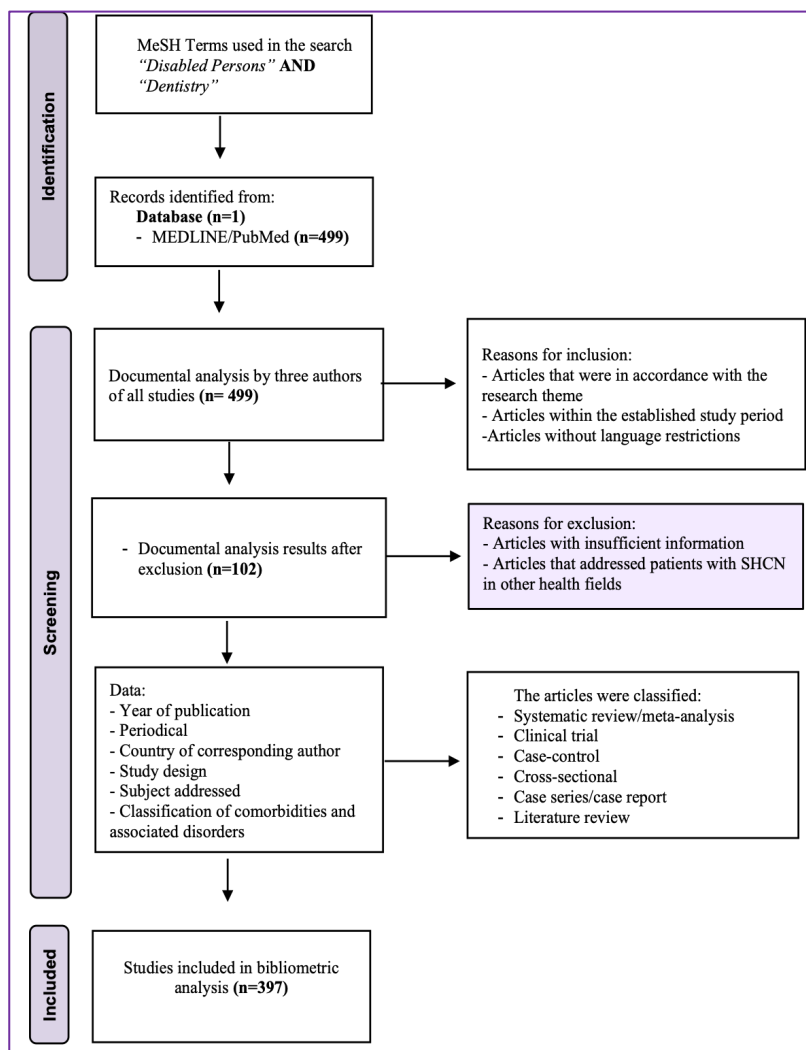 Identification
MeSH Terms used in the search
“Disabled Persons” AND
“Dentistry”
Records identified from:
Database (n=1)
- MEDLINE/PubMed (n=499)
Screening
Documental analysis by three authors
of all studies (n= 499)
Reasons for inclusion:
- Articles that were in accordance with the
research theme
- Articles within the established study period
-Articles without language restrictions
- Documental analysis results after
exclusion (n=102)
Reasons for exclusion:
- Articles with insufficient information
- Articles that addressed patients with SHCN
in other health fields
Data:
- Year of publication
- Periodical
- Country of corresponding author
- Study design
- Subject addressed
- Classification of comorbidities and
associated disorders
The articles were classified:
- Systematic review/meta-analysis
- Clinical trial
- Case-control
- Cross-sectional
- Case series/case report
- Literature review
Included
Studies included in bibliometric
analysis (n=397)